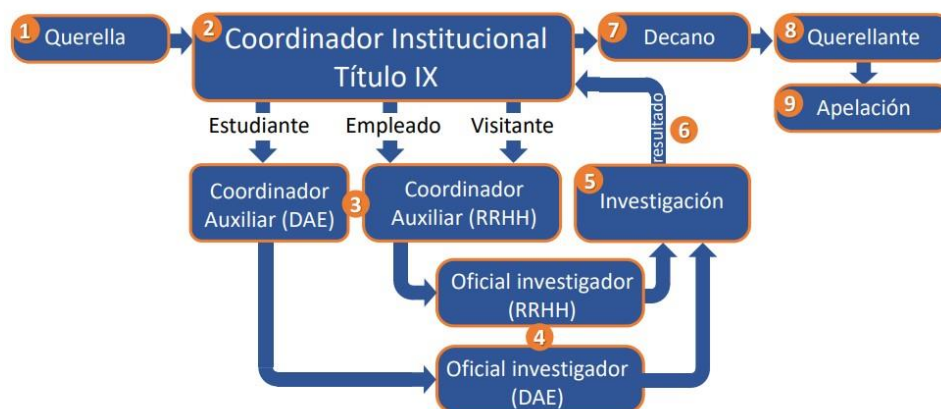 1
Querella
2
Coordinador Institucional
Título IX
7
Decano
8
Querellante
9
Apelación
Estudiante
Empleado
Visitante
resultado
6
Coordinador
Auxiliar (DAE)
3
Coordinador
Auxiliar (RRHH)
5
Investigación
Oficial investigador
(RRHH)
4
Oficial investigador
(DAE)